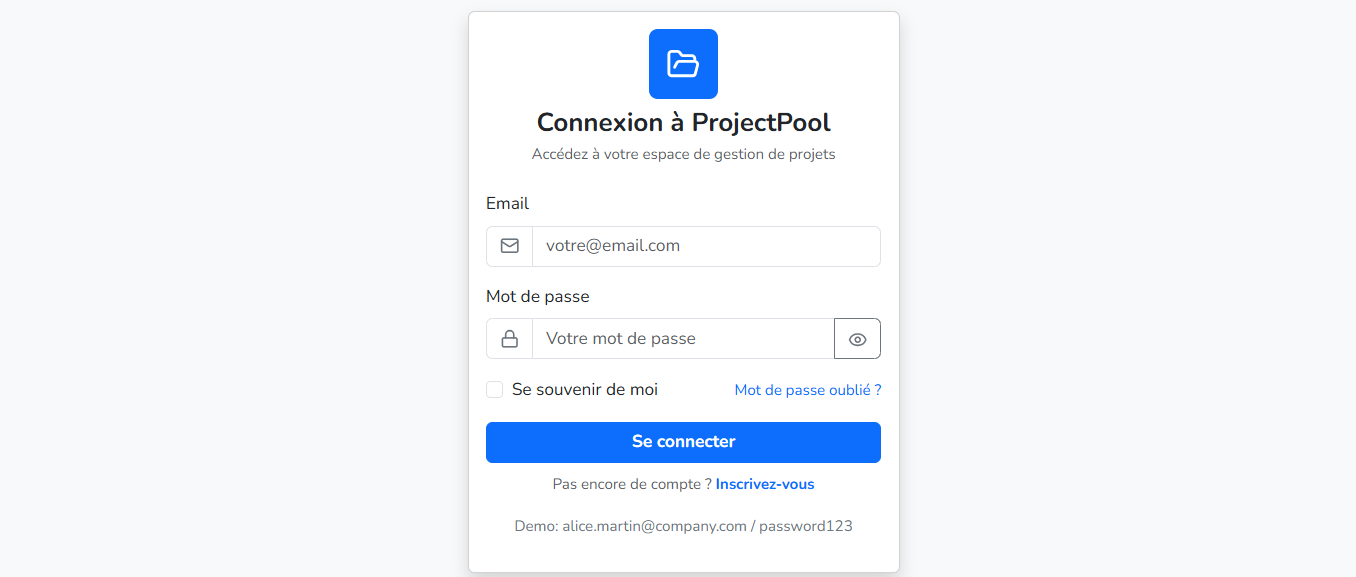 Connexion à ProjectPool
Accédez à votre espace de gestion de projets
Email
votre@email.com
Mot de passe
Votre mot de passe
Se souvenir de moi
Mot de passe oublié ?
Se connecter
Pas encore de compte ? Inscrivez-vous
Demo: alice.martin@company.com / password123